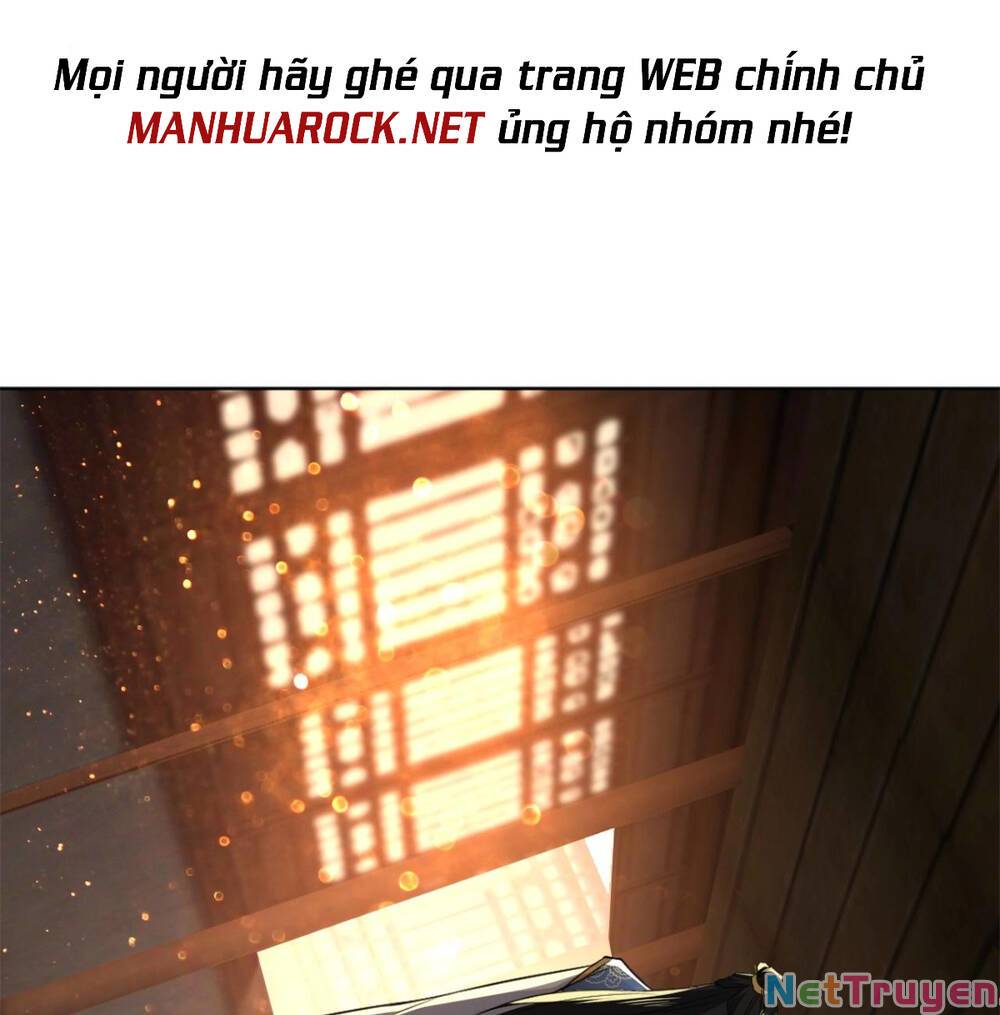 Mọi người hãy ghé qua trang WEB chính chủ
MANHUAROCK.NET ủng hộ nhóm nhé!
NetTruyen